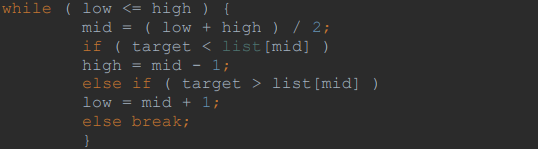 while ( low <= high ) {
mid = ( low + high ) / 2;
if ( target < list[mid] )
high = mid - 1;
else if ( target > list[mid] )
low = mid + 1;
else break;
}